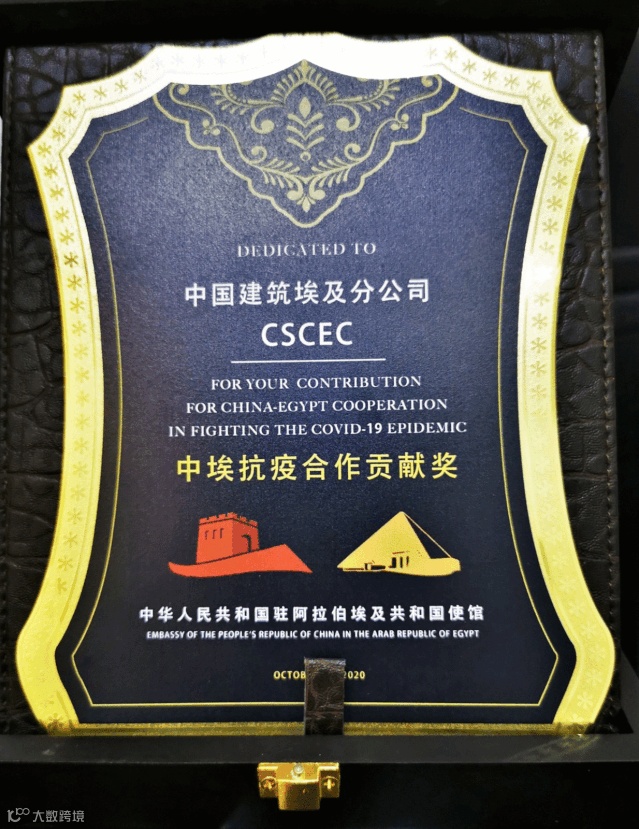 DEDICATED TO
中国建筑埃及分公司
CSCEC
FOR YOUR CONTRIBUTION
FOR CHINA-EGYPT COOPERATION
IN FIGHTING THE COVID-19 EPIDEMIC
中埃抗疫合作贡献奖
中华人民共和国驻阿拉伯埃及共和国使馆
EMBASSY OF THE PEOPLE'S REPUBLIC OF CHINA IN THE ARAB REPUBLIC OF EGYPT
2020
大数跨境